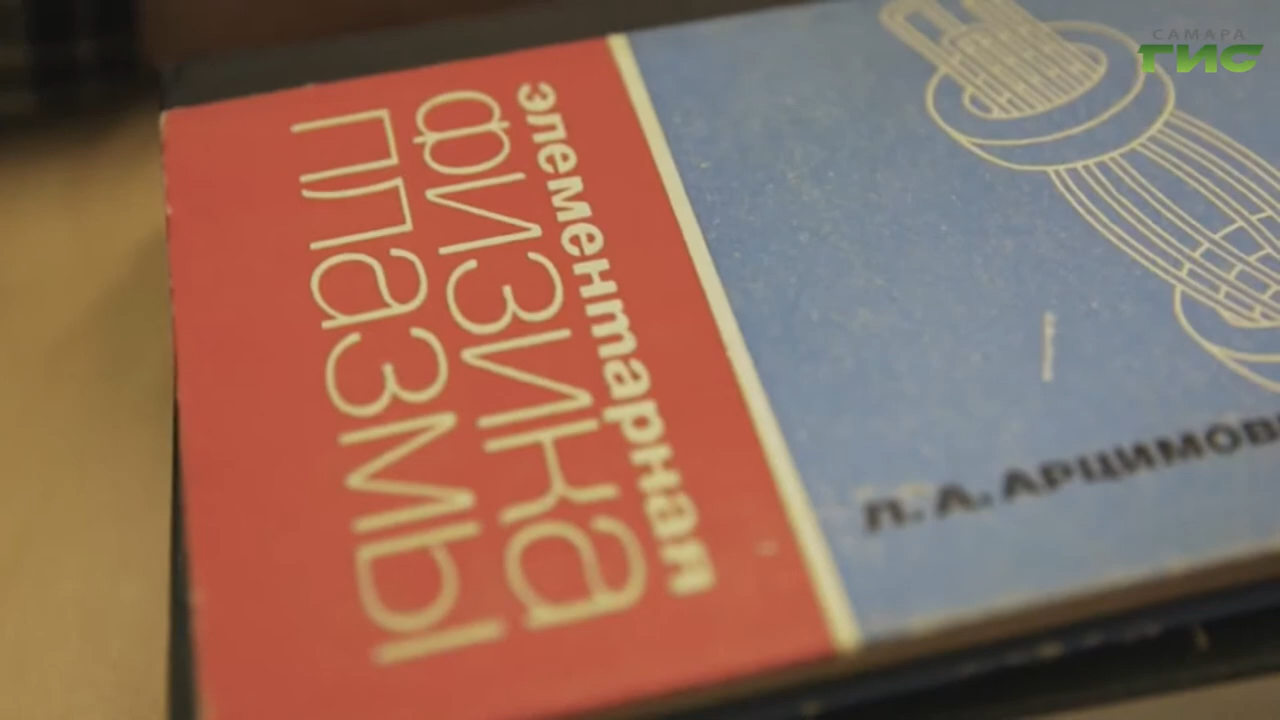 САМАРА
ГИС
элементарная
физика
плазмы
Л. А. АРЦИМОВ